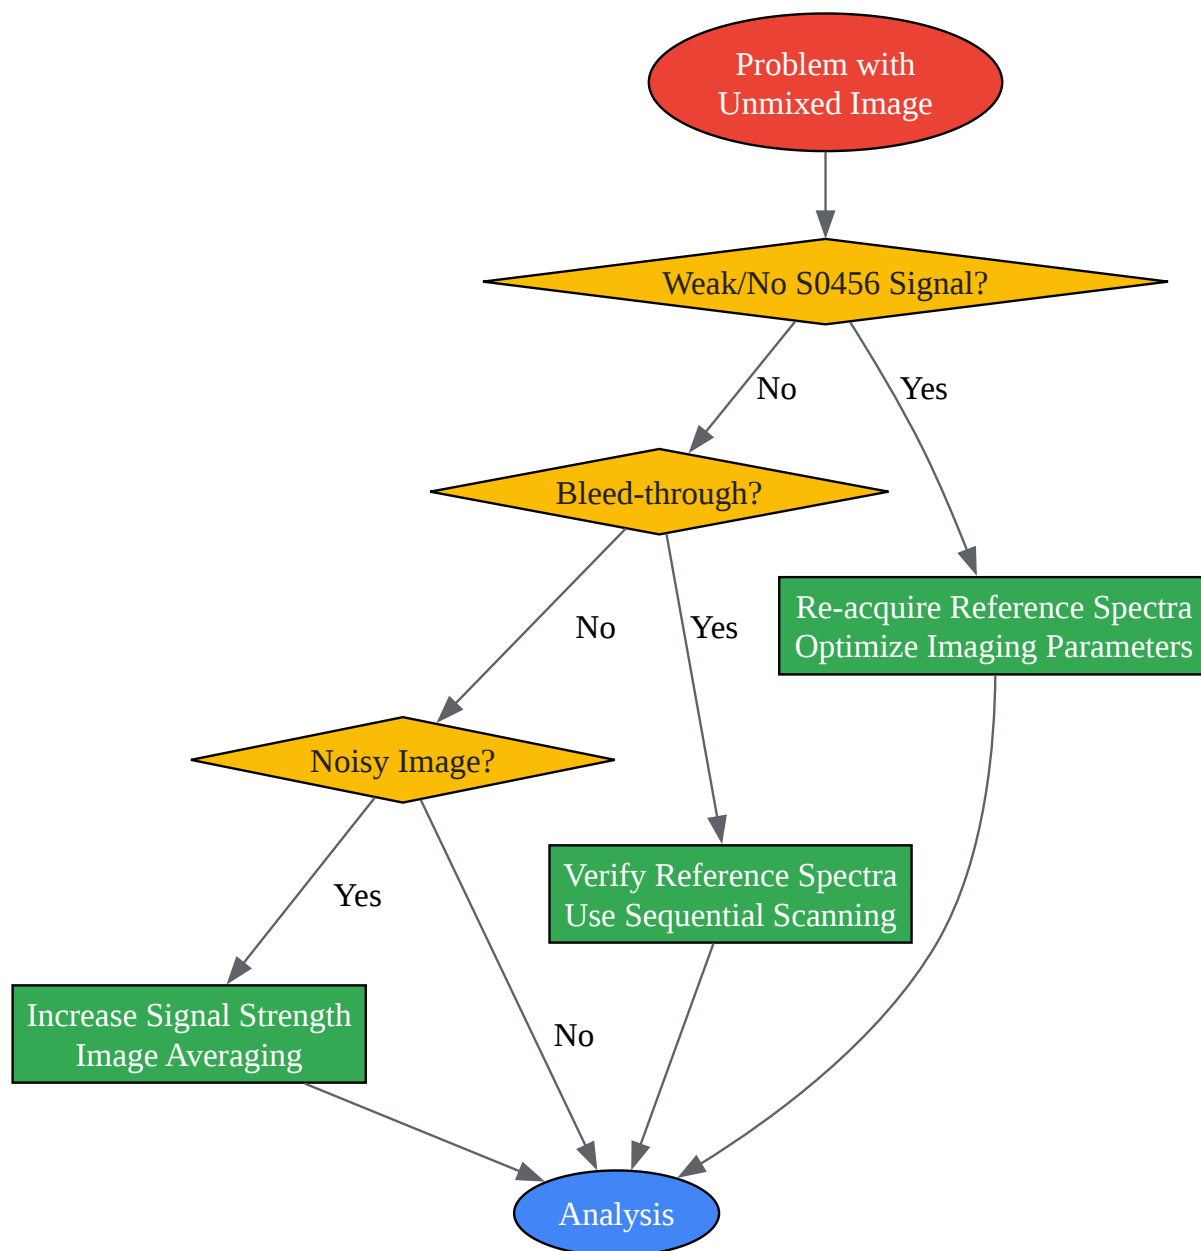 Problem with
Unmixed Image
Weak/No S0456 Signal?
No
Yes
Bleed-through?
Re-acquire Reference Spectra
Optimize Imaging Parameters
No
Yes
Noisy Image?
Verify Reference Spectra
Use Sequential Scanning
Yes
Increase Signal Strength
Image Averaging
No
Analysis